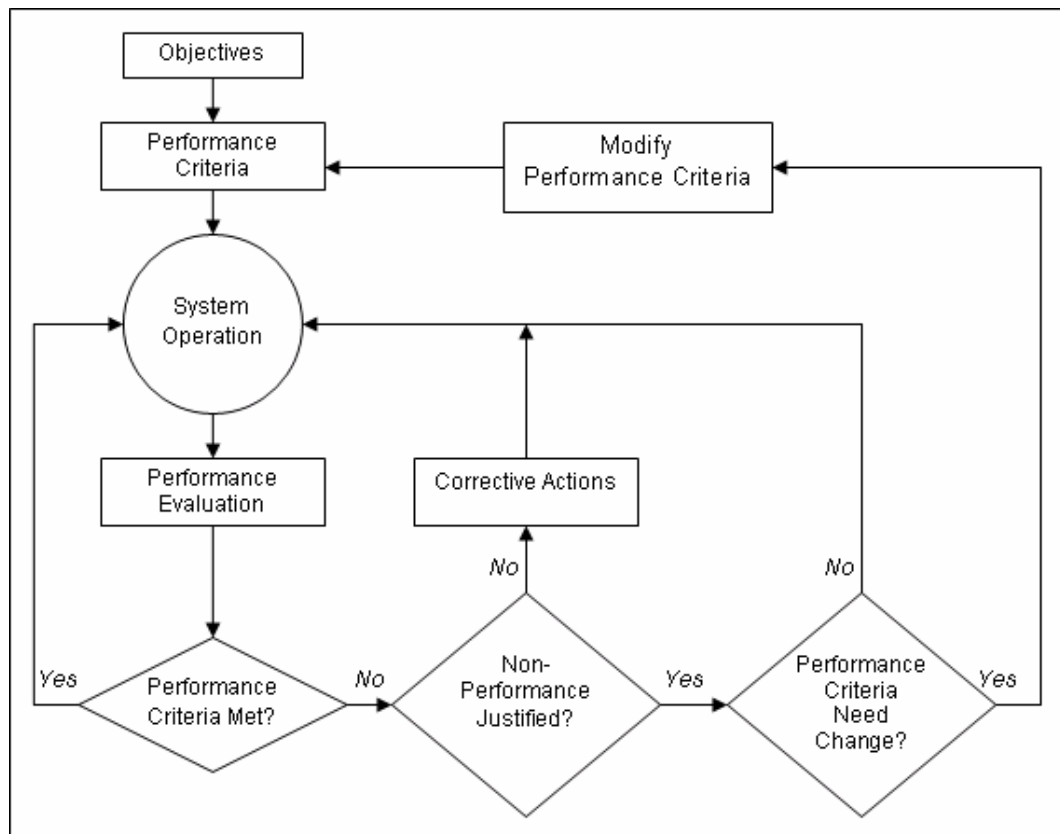 Objectives
Performance
Criteria
Modify
Performance Criteria
System
Operation
Performance
Evaluation
Corrective Actions
No
No
Yes
Performance
Criteria Met?
No
Non-
Performance
Justified?
Yes
Performance
Criteria
Need
Change?
Yes